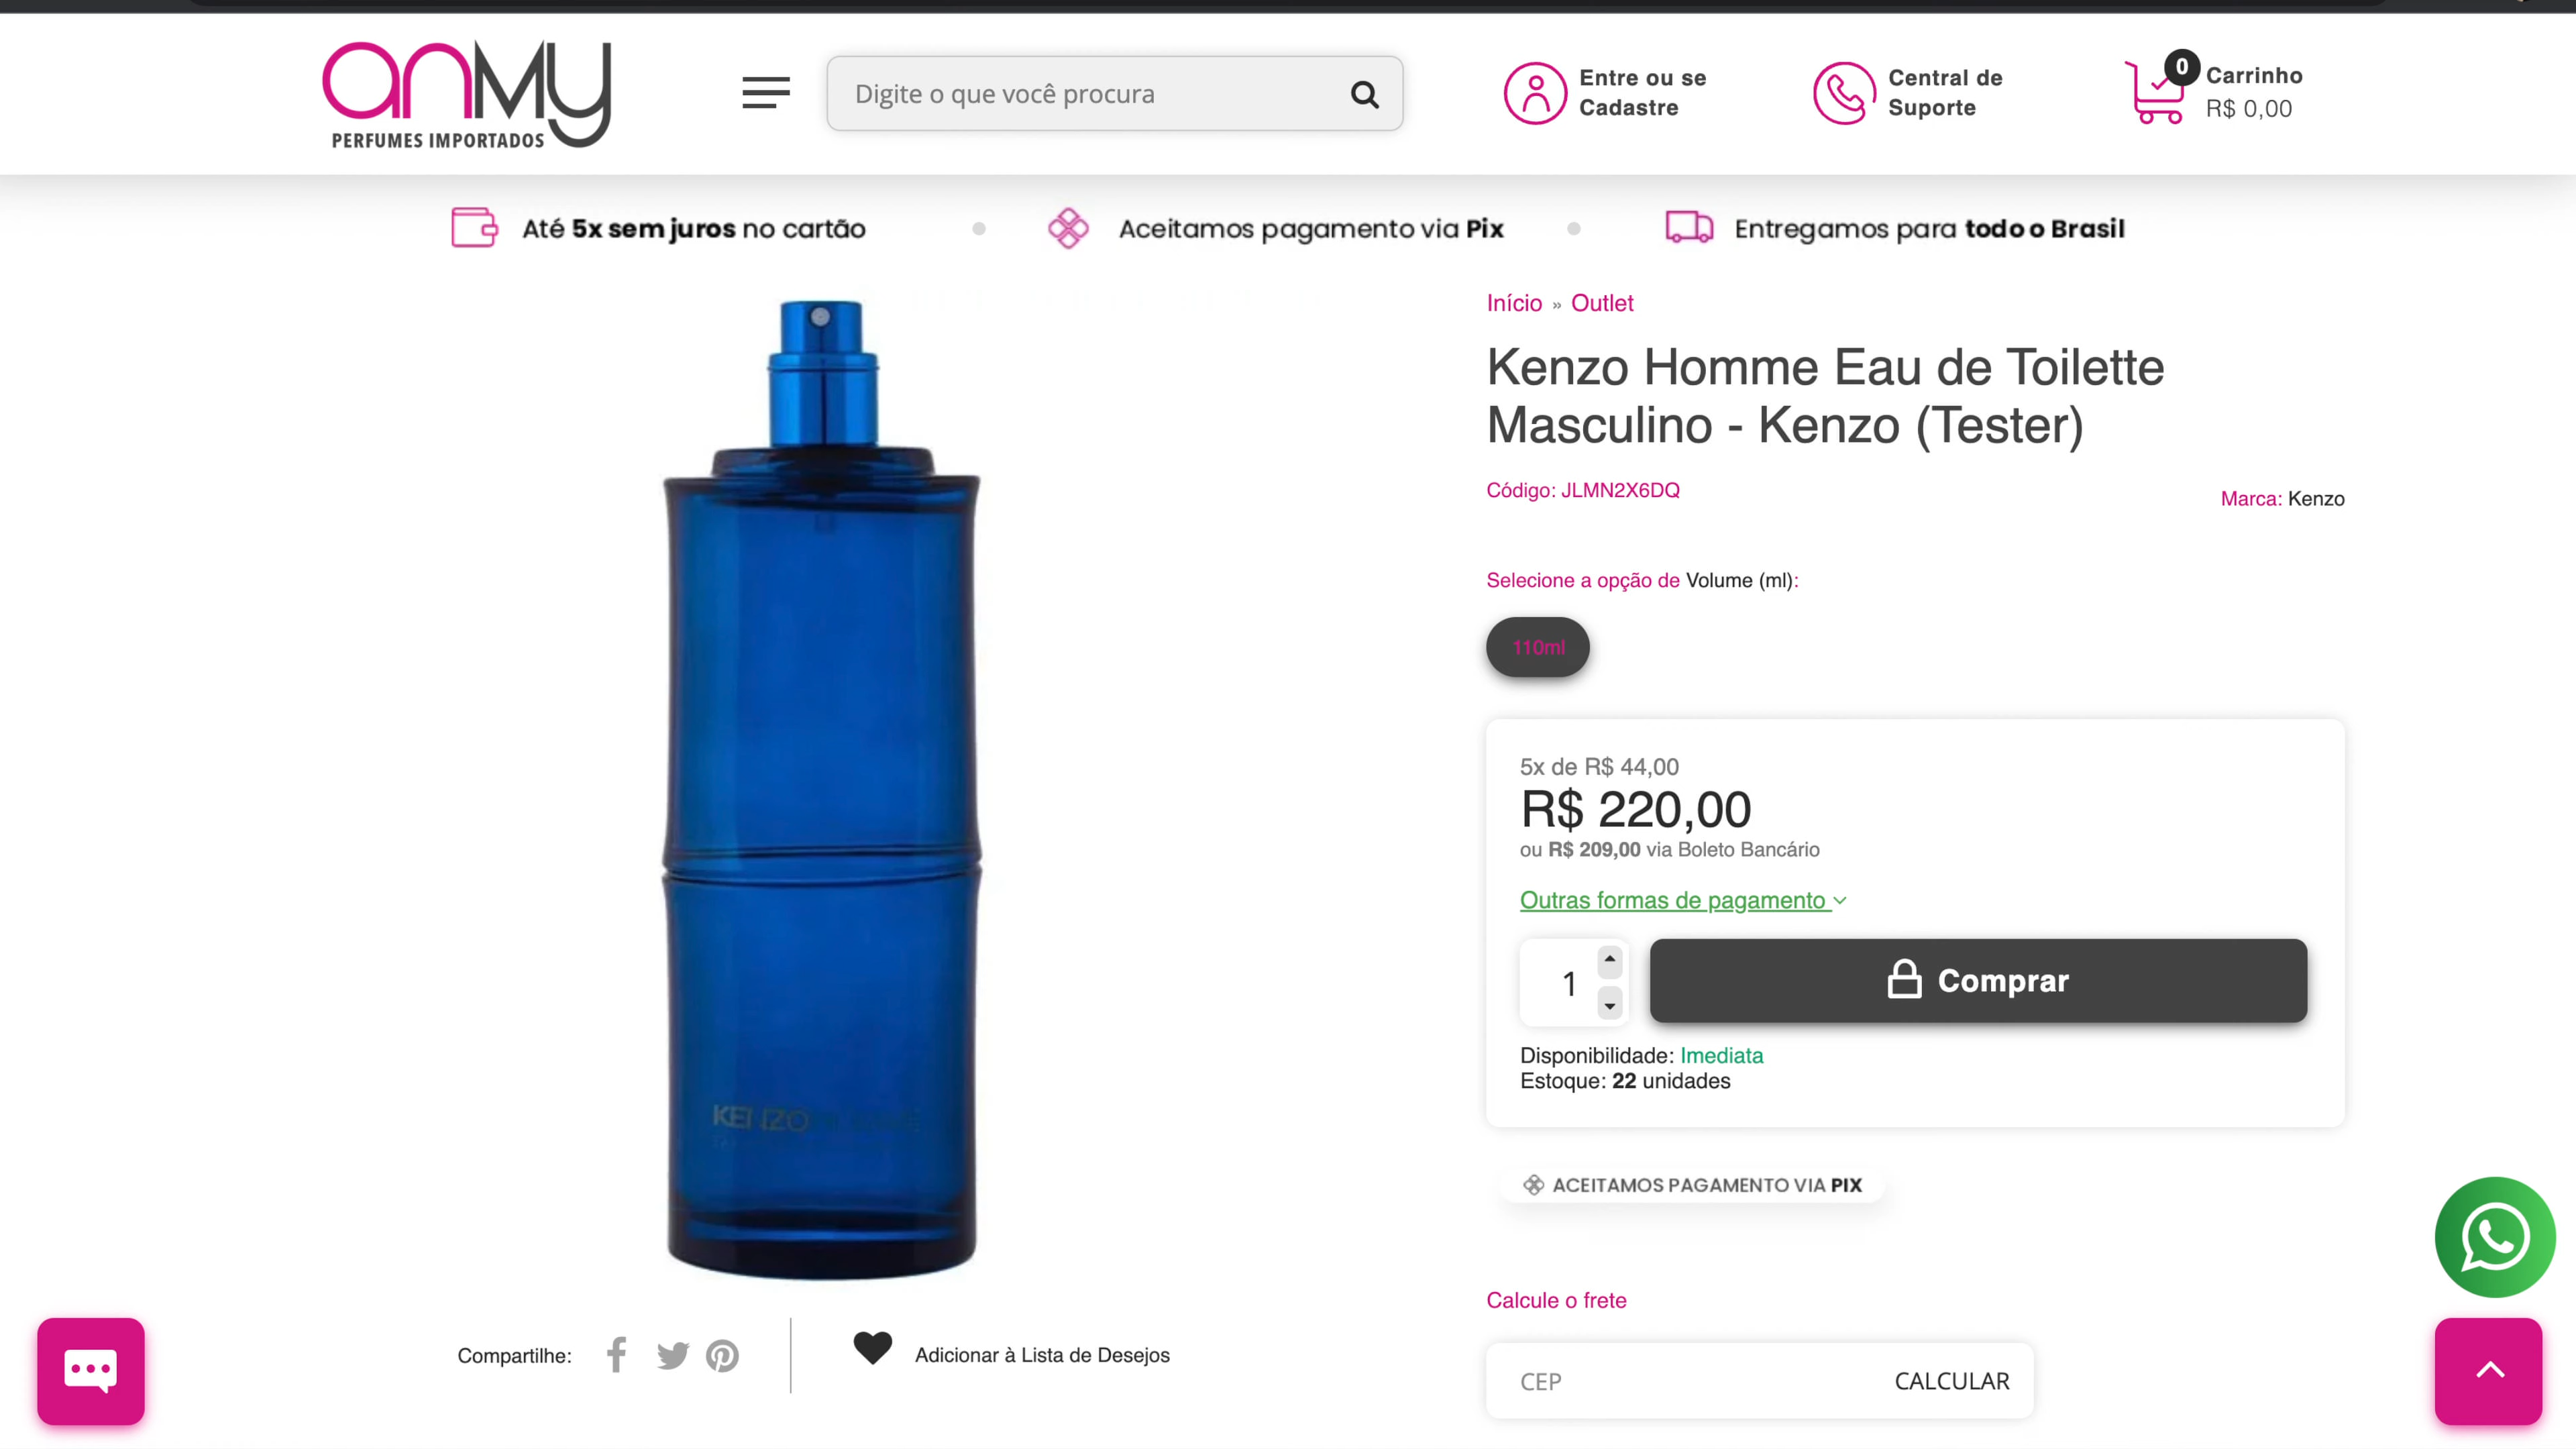 anMy
PERFUMES IMPORTADOS
Digite o que você procura
Entre ou se
Cadastre
Central de
Suporte
0
Carrinho
R$ 0,00
Até 5x sem juros no cartão
Aceitamos pagamento via Pix
Entregamos para todo o Brasil
Início » Outlet
Kenzo Homme Eau de Toilette
Masculino - Kenzo (Tester)
Código: JLMN2X6DQ
Marca: Kenzo
Selecione a opção de Volume (ml):
110ml
5x de R$ 44,00
R$ 220,00
ou R$ 209,00 via Boleto Bancário
Outras formas de pagamento
1
Comprar
Disponibilidade: Imediata
Estoque: 22 unidades
ACEITAMOS PAGAMENTO VIA PIX
Calcule o frete
CEP
CALCULAR
KENZO
Compartilhe:
Adicionar à Lista de Desejos